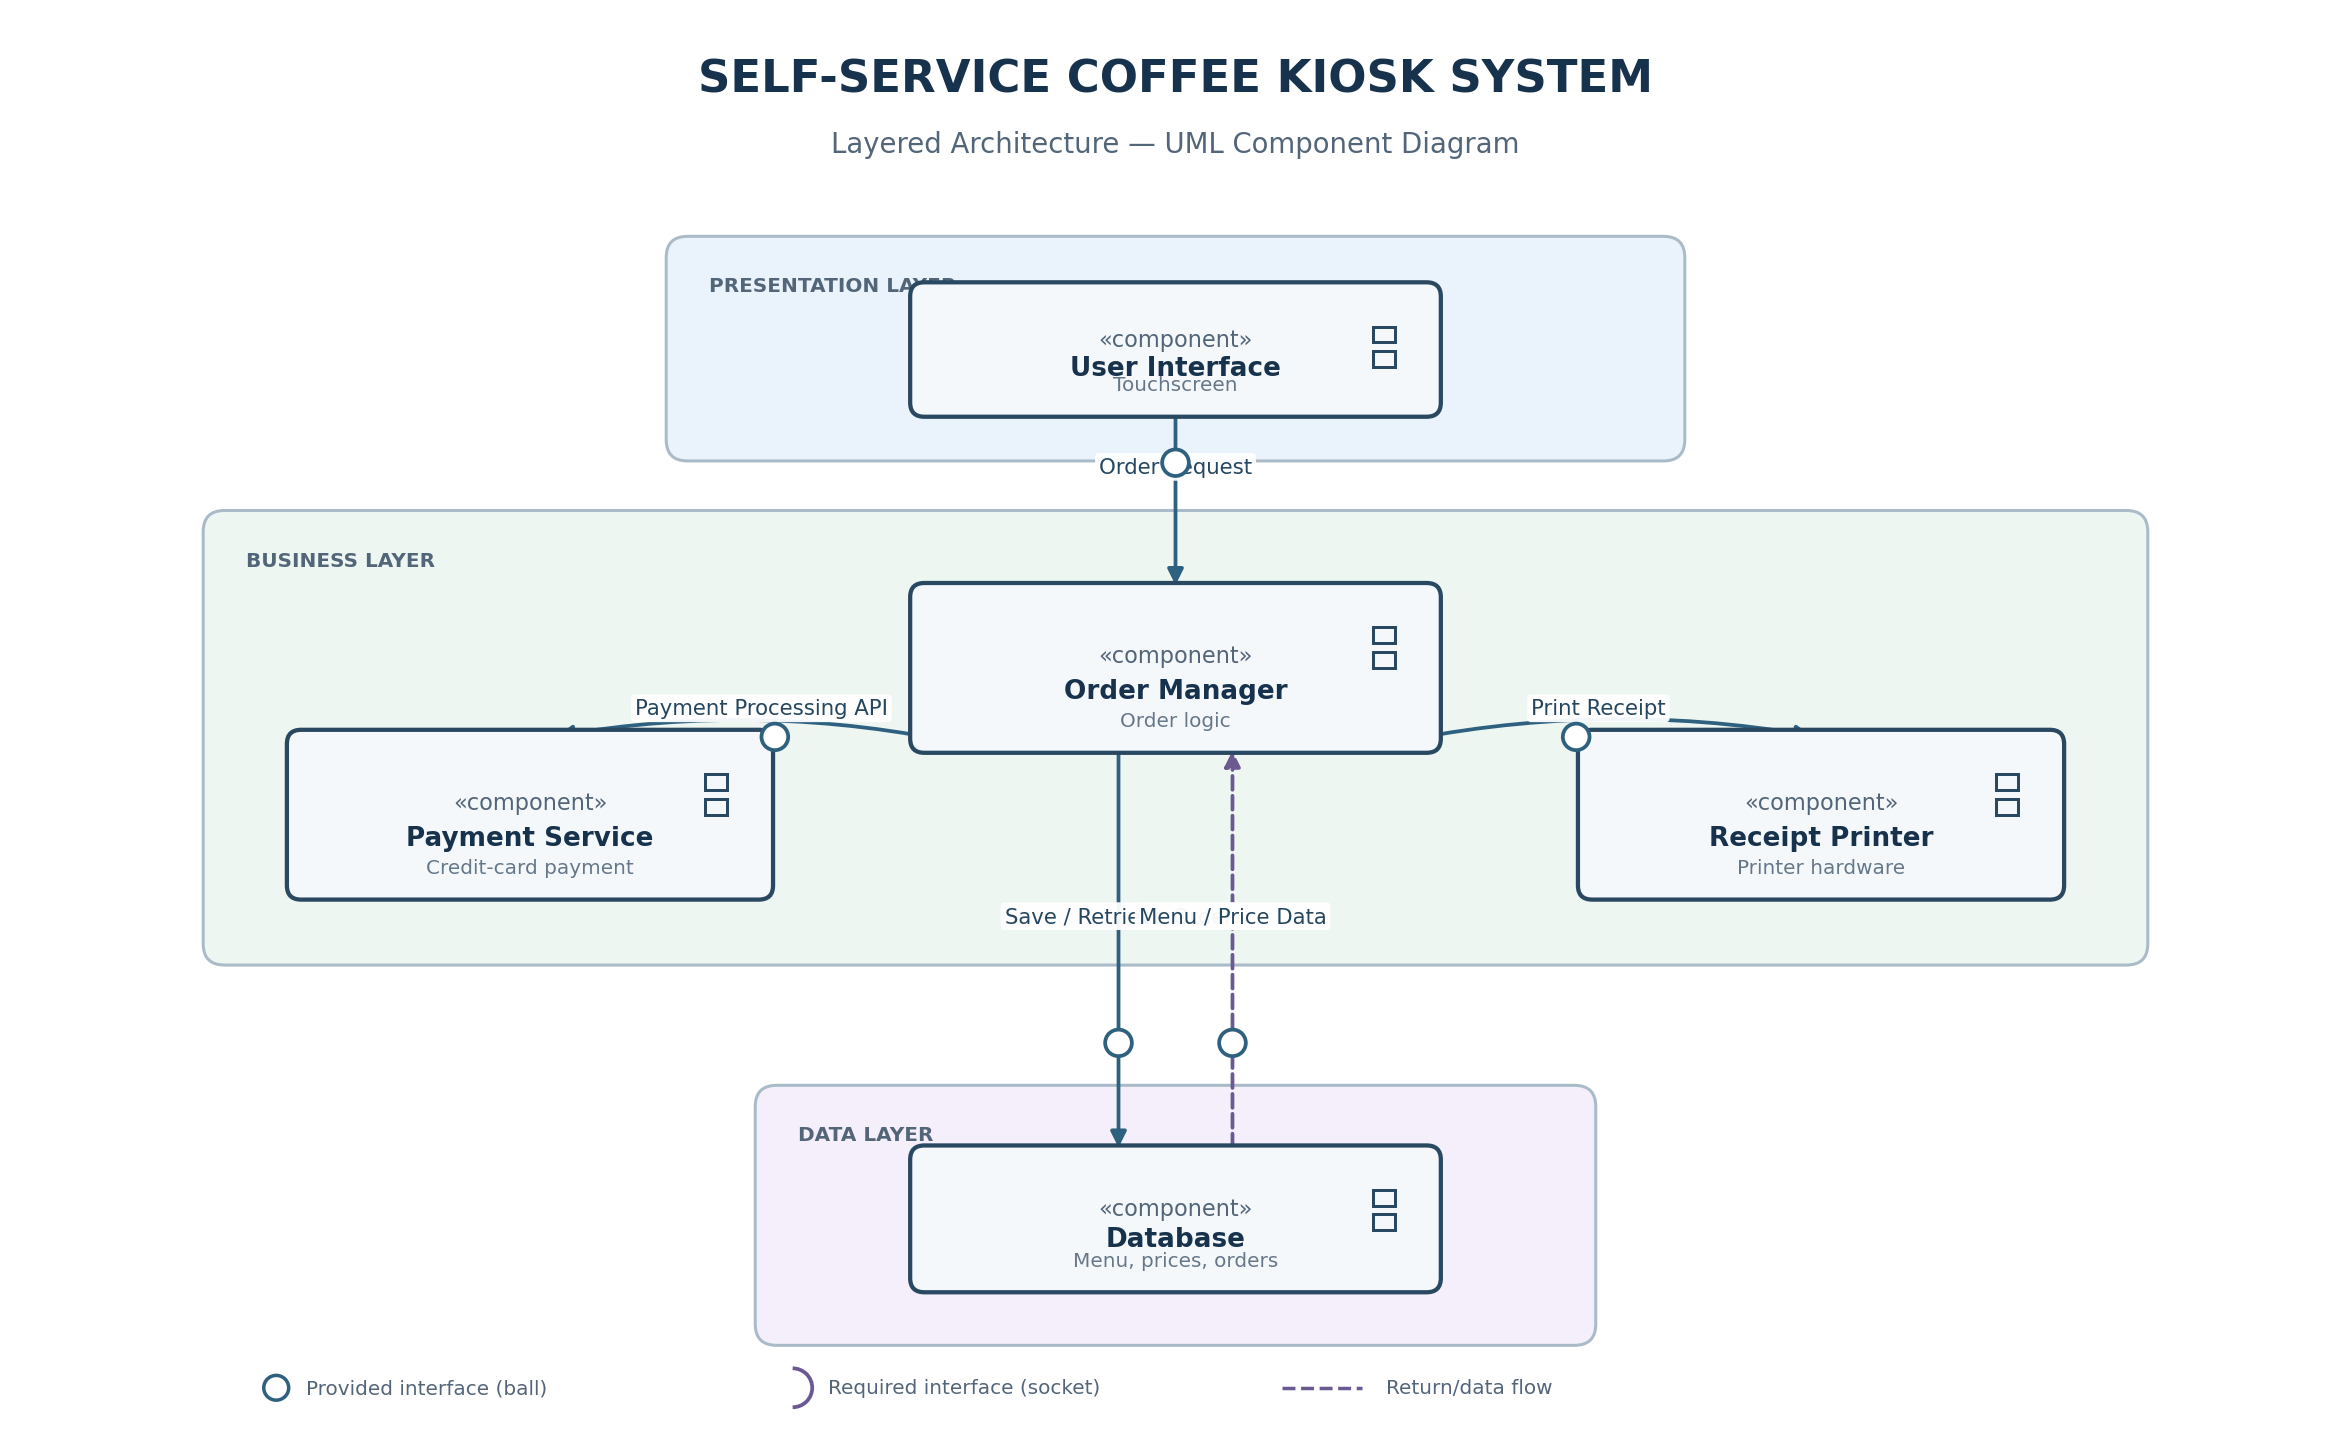 SELF-SERVICE COFFEE KIOSK SYSTEM
Layered Architecture — UML Component Diagram
PRESENTATION
«component»
User Interface
Touchscreen
Order
BUSINESS LAYER
«component»
Order Manager
Order logic
Payment Processing API
Print Receipt
«component»
Payment Service
Credit-card payment
«component»
Receipt Printer
Printer hardware
Save /
Menu / Price Data
DATA LAYER
«component»
Database
Menu, prices, orders
Provided interface (ball)
Required interface (socket)
Return/data flow